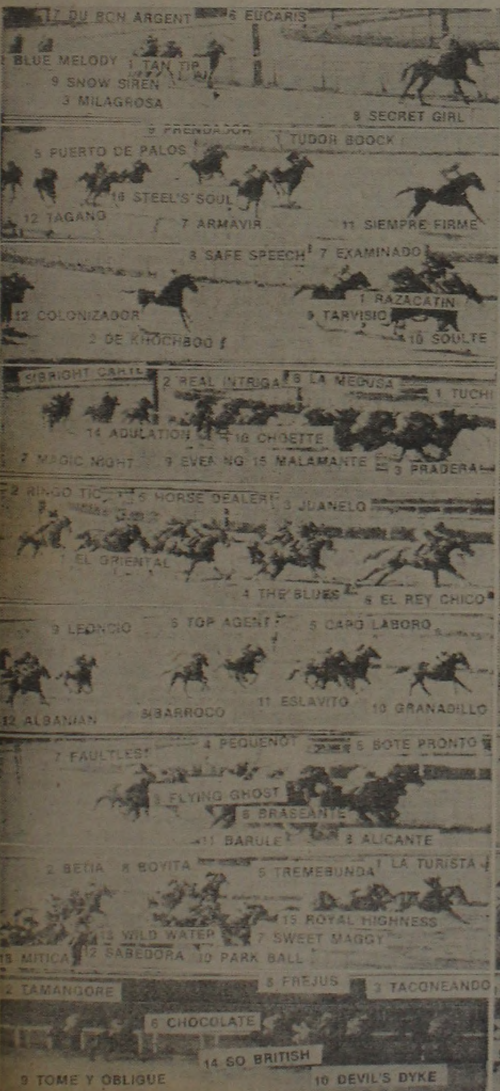 7 DU BON ARGENT 6 EUCARIS
BLUE MELODY 1 TAN TIP
9 SNOW SIREN
3 MILAGROSA
8 SECRET GIRL
TUDOR BOOCK
5 PUERTO DE PALOS
16 STEEL'S SOUL
12 TAGANO 7 ARMAVIR 11 SIEMPRE FIRME
8 SAFE SPEECH 7 EXAMINADO
1 RAZACATIN
12 COLONIZADOR 9 TARVISIO
2 DE KHOCHBOO 10 SOULTE
BRIGHT 2 REAL INTRIGA 8 LA MEDUSA 1 TUCHI
14 ADULATION 18 CHOETTE
7 MAGIC NIGHT 9 15 MALAMANTE 3 PRADERA
2 RINGO TIC 5 HORSE DEALER 3 JUANELO
1 EL ORIENTAL
4 THE BLUES 6 EL REY CHICO
9 LEONCIO 6 TOP AGENT 5 CAPO LABORO
11 ESLAVITO 10 GRANADILLO
12 ALBANIAN BARROCO
4 PEQUENOT 5 BOTE PRONTO
7 FAULTLESS
FLYING GHOST
6 BRASEANTE
11 BARULE 8 ALICANTE
2 BETIA 8 BOYITA LA TURISTA
TREMEBUNDA
15 ROYAL HIGHNESS
WILD WATER 7 SWEET MAGGY
MITICA 12 SABEDORA PARK BALL
2 TAMANGORE 8 FREJUS 3 TACONEANDO
6 CHOCOLATE
14 SO BRITISH
9 TOME Y OBLIGUE 10 DEVIL'S DYKE